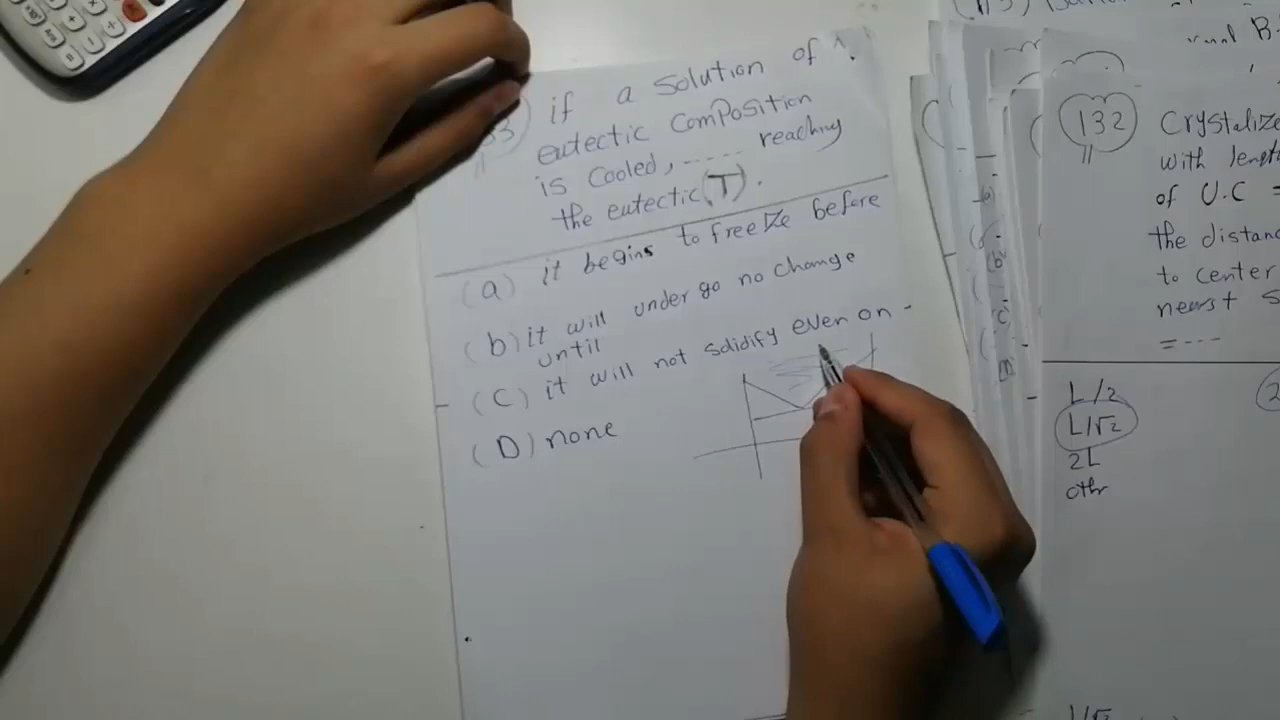 if a solution of
eutectic composition
is cooled, ---- reaching
the eutectic (T).
(a) it begins to freeze before
(b) it will under go no change
until
(C) it will not solidify even on -
(D) none
132
Crystalize
with length
of U.C =
the distanc
to center
nearst S
= ---
L/2
L/√2
2L
othr